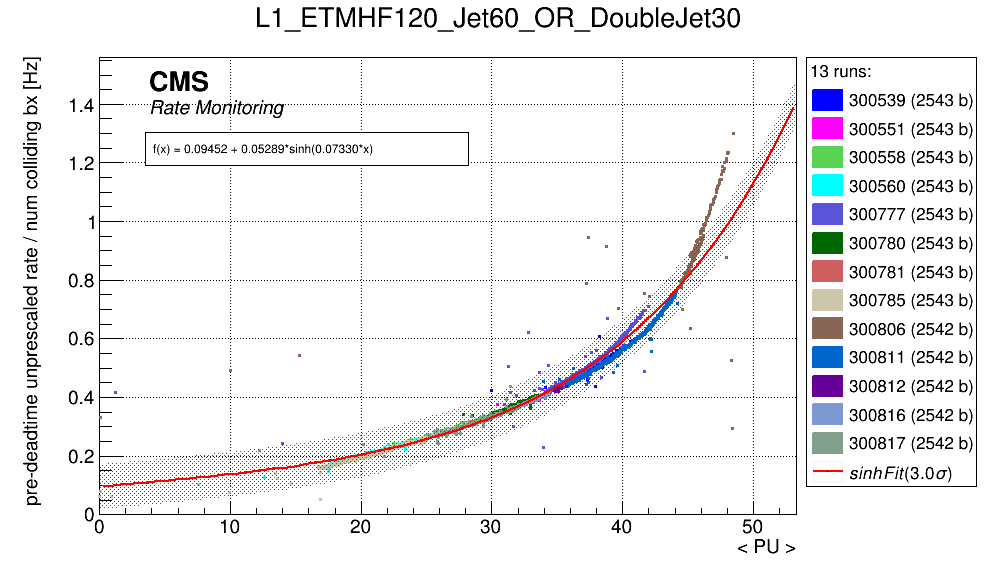 L1_ETMHF120_Jet60_OR_DoubleJet30
pre-deadtime unprescaled rate / num colliding bx [Hz]
CMS
Rate Monitoring
f(x) = 0.09452 + 0.05289*sinh(0.07330*x)
1.4
1.2
1
0.8
0.6
0.4
0.2
0
0 10 20 30 40 50
< PU >
13 runs:
300539 (2543 b)
300551 (2543 b)
300558 (2543 b)
300560 (2543 b)
300777 (2543 b)
300780 (2543 b)
300781 (2543 b)
300785 (2543 b)
300806 (2542 b)
300811 (2542 b)
300812 (2542 b)
300816 (2542 b)
300817 (2542 b)
sinhFit(3.0σ)